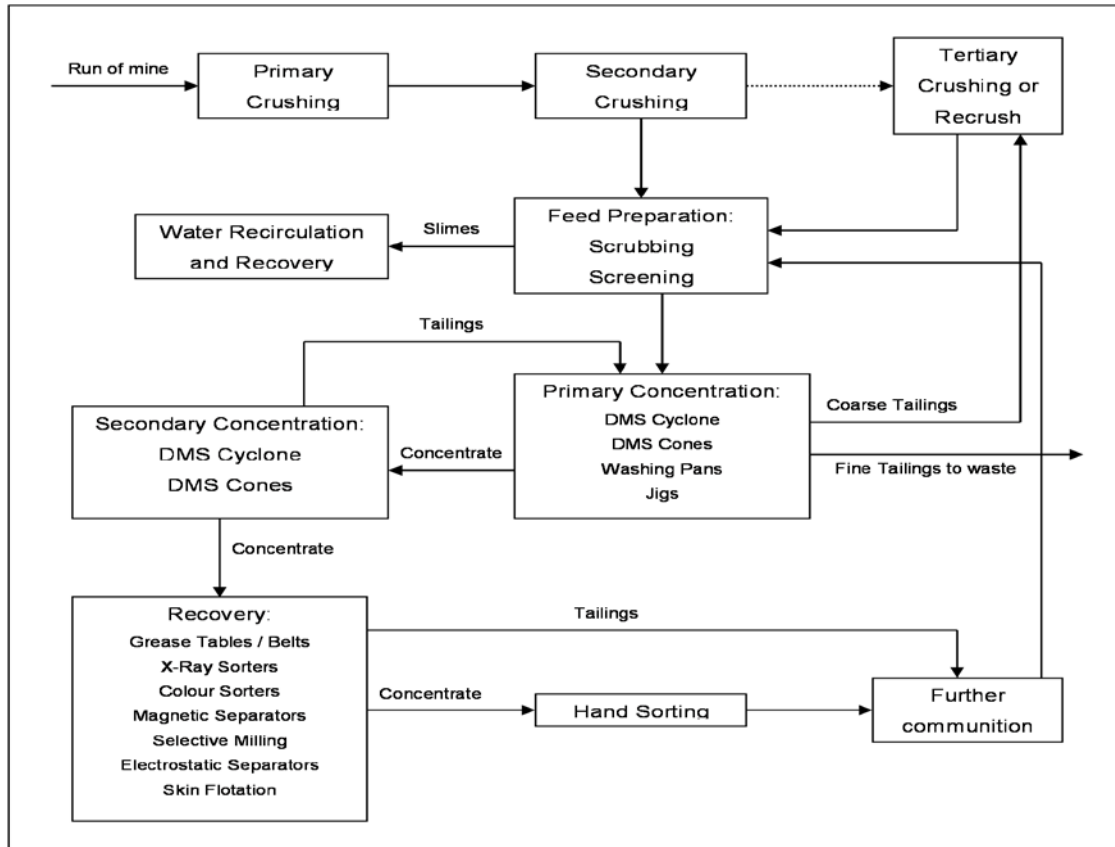 Run of mine
Primary
Crushing
Secondary
Crushing
Tertiary
Crushing or
Recrush
Water Recirculation
and Recovery
Slimes
Feed Preparation:
Scrubbing
Screening
Tailings
Secondary Concentration:
DMS Cyclone
DMS Cones
Concentrate
Primary Concentration:
DMS Cyclone
DMS Cones
Washing Pans
Jigs
Coarse Tailings
Fine Tailings to waste
Concentrate
Recovery:
Grease Tables / Belts
X-Ray Sorters
Colour Sorters
Magnetic Separators
Selective Milling
Electrostatic Separators
Skin Flotation
Tailings
Concentrate
Hand Sorting
Further
communition